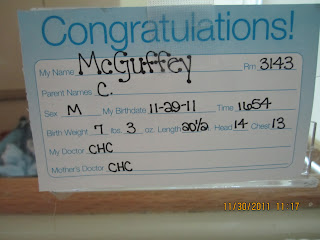 Congratulations!
My Name McGuffey Rm 3143
Parent Names C.
Sex M My Birthdate 11-29-11 Time 1654
Birth Weight 7 lbs. 3 oz. Length 20½ Head 14 Chest 13
My Doctor CHC
Mother's Doctor CHC
11/30/2011 11:17